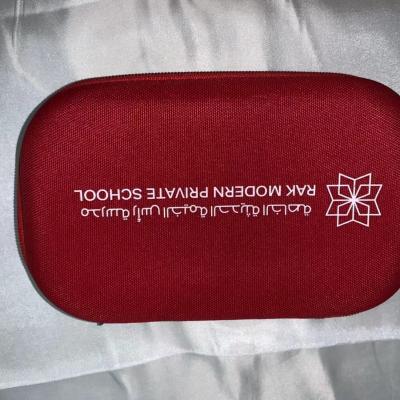 مدرسة رأس الخيمة الحديثة الخاصة
RAK MODERN PRIVATE SCHOOL